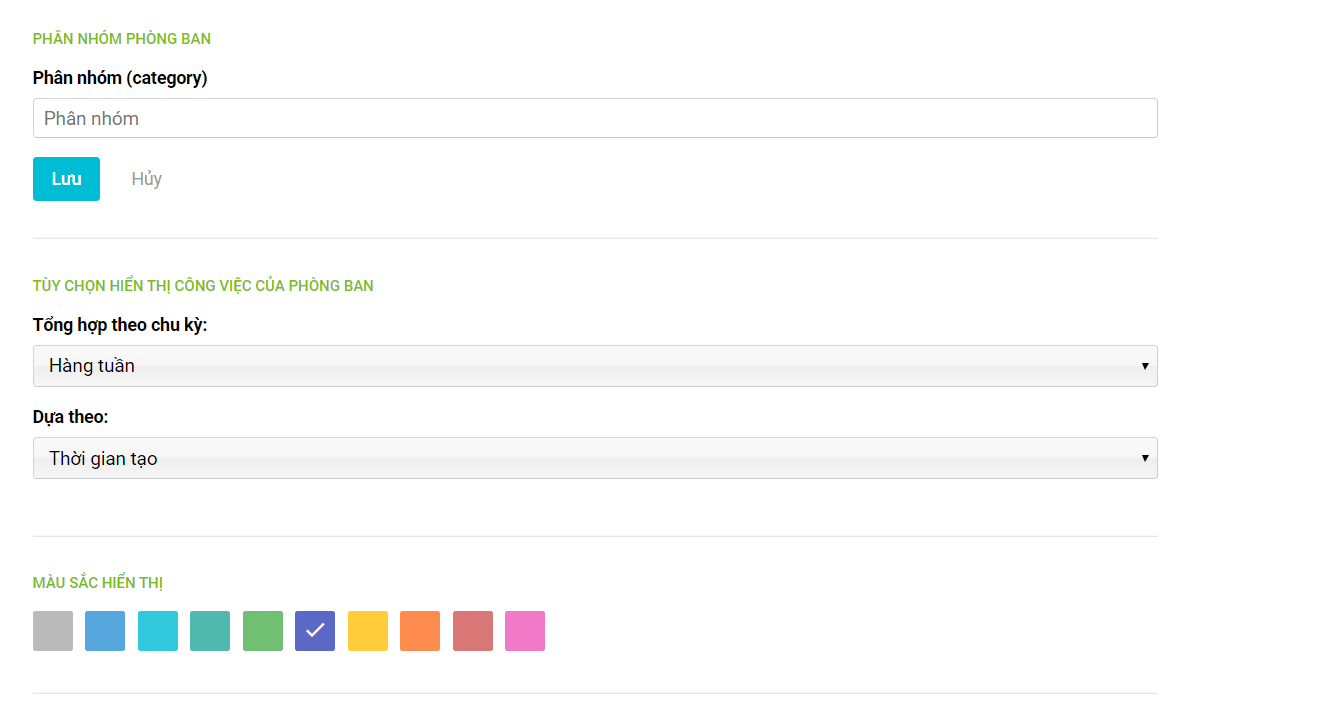 PHÂN NHÓM PHÒNG BAN
Phân nhóm (category)
Phân nhóm
Lưu Hủy
TÙY CHỌN HIỂN THỊ CÔNG VIỆC CỦA PHÒNG BAN
Tổng hợp theo chu kỳ:
Hàng tuần
Dựa theo:
Thời gian tạo
MÀU SẮC HIỂN THỊ